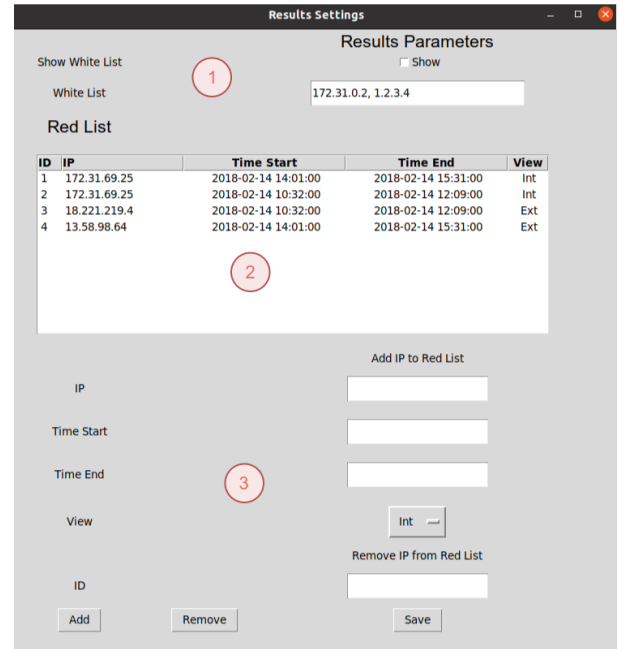 Results Settings
Results Parameters
Show White List
Show
1
White List
172.31.0.2, 1.2.3.4
Red List
ID IP Time Start Time End View
1 172.31.69.25 2018-02-14 14:01:00 2018-02-14 15:31:00 Int
2 172.31.69.25 2018-02-14 10:32:00 2018-02-14 12:09:00 Int
3 18.221.219.4 2018-02-14 10:32:00 2018-02-14 12:09:00 Ext
4 13.58.98.64 2018-02-14 14:01:00 2018-02-14 15:31:00 Ext
2
Add IP to Red List
IP
Time Start
Time End
3
View
Int
Remove IP from Red List
ID
Add Remove Save